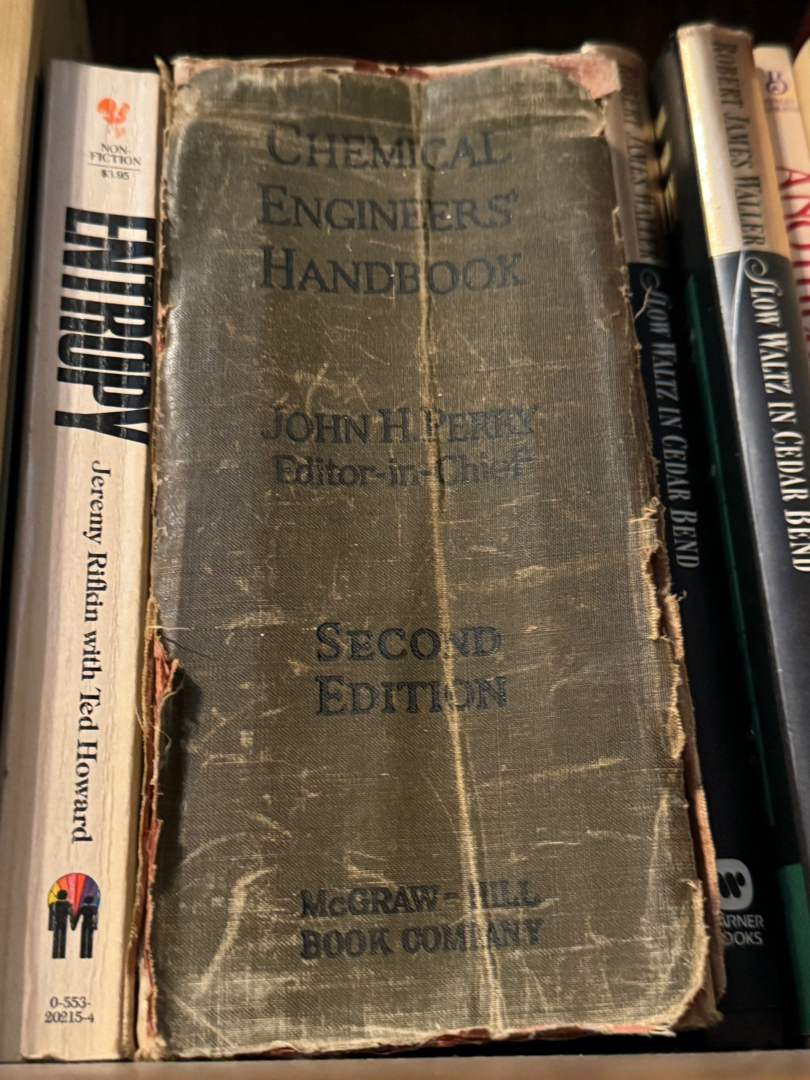 NON-
FICTION
$3.95
ENTROPY
Jeremy Rifkin with Ted Howard
0-553-
20215-4
CHEMICAL
ENGINEERS'
HANDBOOK
JOHN H. PERRY
Editor-in-Chief
SECOND
EDITION
McGRAW-HILL
BOOK COMPANY
JAMES
SLOW WALTZ IN CEDAR BEND
ROBERT JAMES WALLER
SLOW WALTZ IN CEDAR BEND